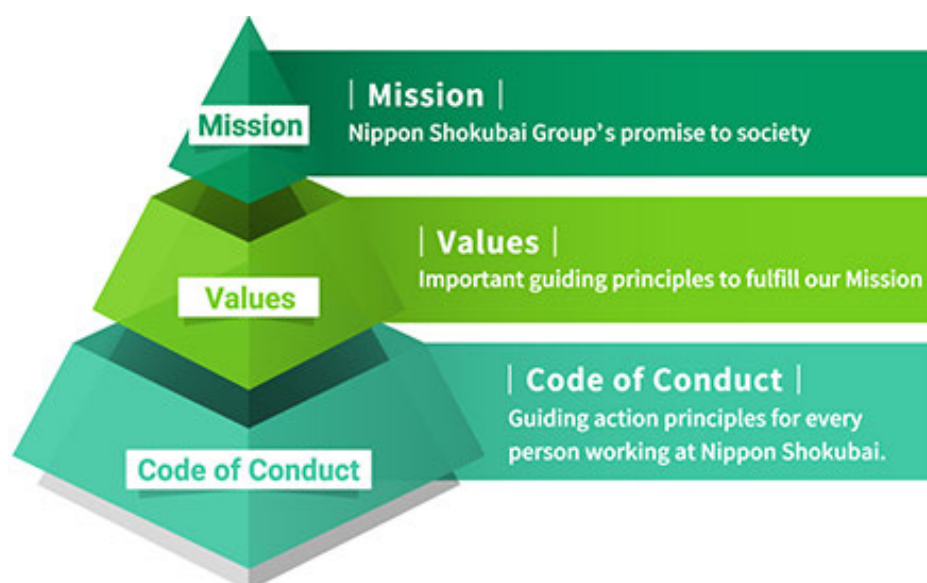 Mission
| Mission |
Nippon Shokubai Group's promise to society
Values
| Values |
Important guiding principles to fulfill our Mission
Code of Conduct
| Code of Conduct |
Guiding action principles for every
person working at Nippon Shokubai.